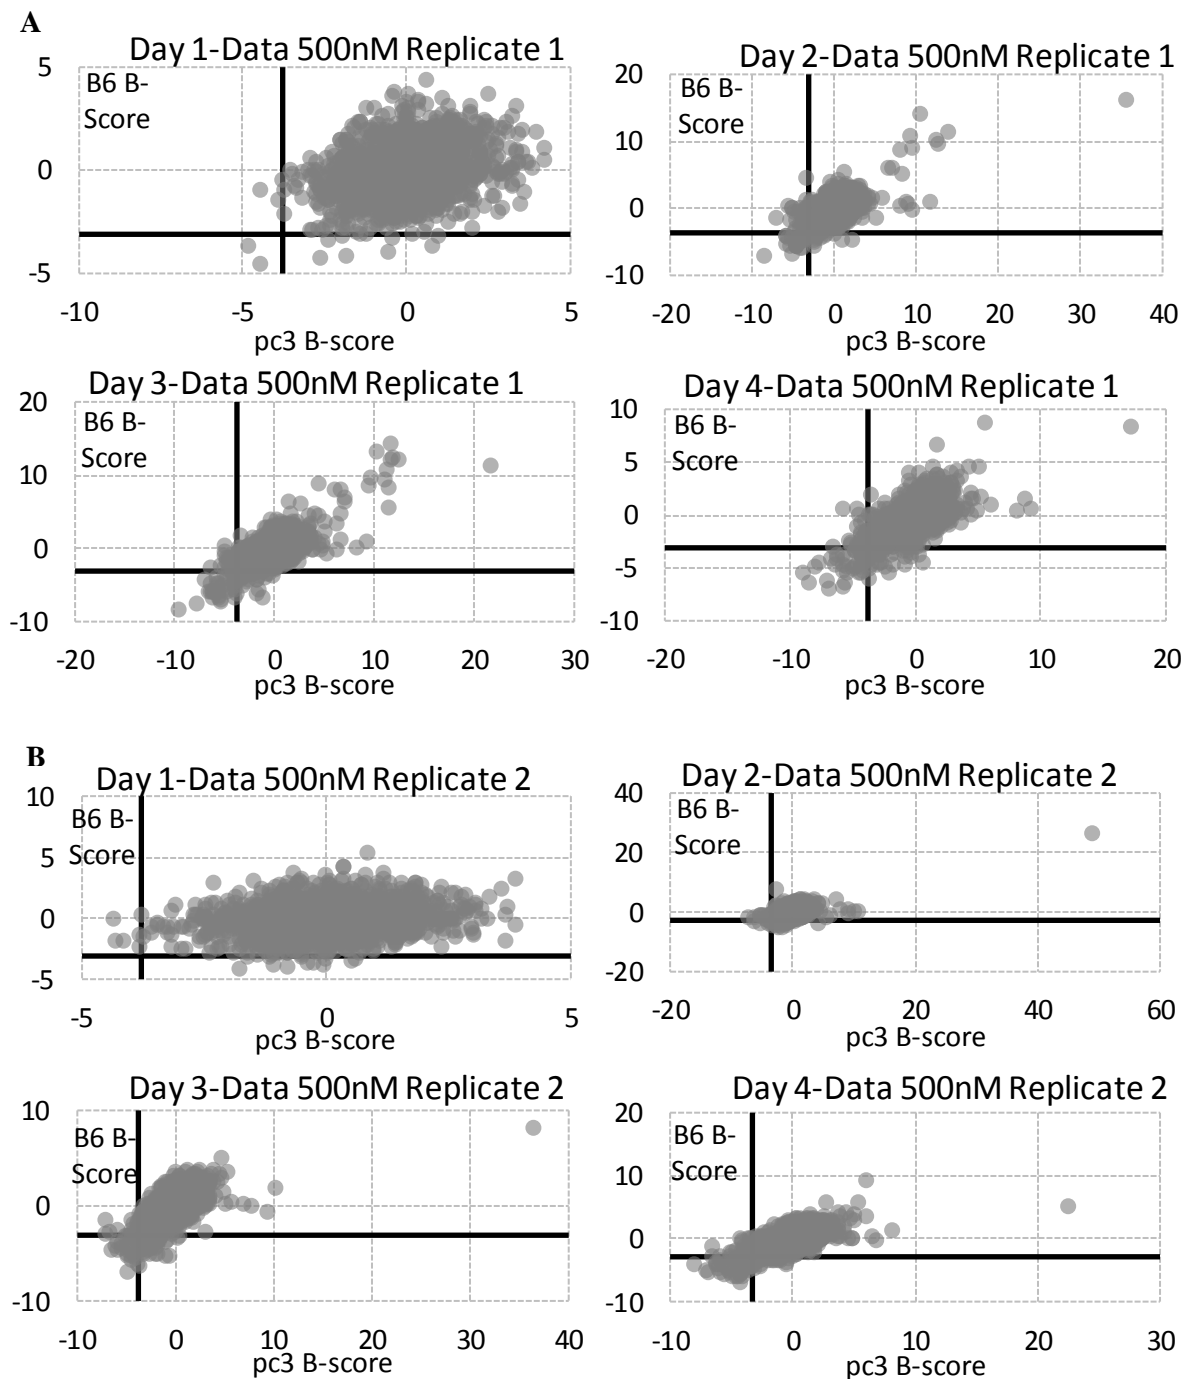 A
Day 1-Data 500nM Replicate 1
5
0
-5
B6 B-
Score
-10
-5
0
5
pc3 B-score
Day 2-Data 500nM Replicate 1
20
10
0
-10
B6 B-
Score
-20
-10
0
10
20
30
40
pc3 B-score
Day 3-Data 500nM Replicate 1
20
10
0
-10
B6 B-
Score
-20
-10
0
10
20
30
pc3 B-score
Day 4-Data 500nM Replicate 1
10
5
0
-5
-10
B6 B-
Score
-20
-10
0
10
20
pc3 B-score
B
Day 1-Data 500nM Replicate 2
10
5
0
-5
B6 B-
Score
-5
0
5
pc3 B-score
Day 2-Data 500nM Replicate 2
40
20
0
-20
B6 B-
Score
-20
0
20
40
60
pc3 B-score
Day 3-Data 500nM Replicate 2
10
0
-10
B6 B-
Score
-10
0
10
20
30
40
pc3 B-score
Day 4-Data 500nM Replicate 2
20
10
0
-10
B6 B-
Score
-10
0
10
20
30
pc3 B-score